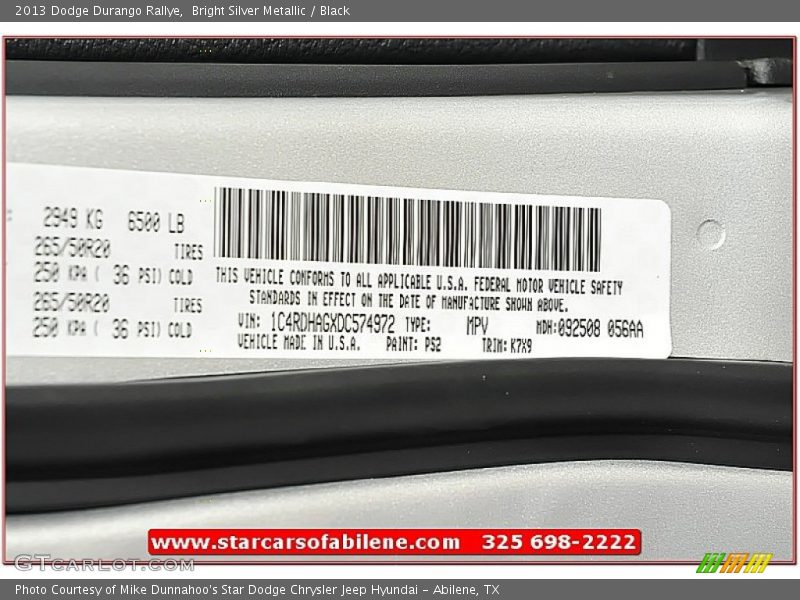 2013 Dodge Durango Rallye,  Bright Silver Metallic / Black
2949 KG 6500 LB
265/50R20 TIRES
250 KPA ( 36 PSI) COLD
265/50R20 TIRES
250 KPA ( 36 PSI) COLD
THIS VEHICLE CONFORMS TO ALL APPLICABLE U.S.A. FEDERAL MOTOR VEHICLE SAFETY
STANDARDS IN EFFECT ON THE DATE OF MANUFACTURE SHOWN ABOVE.
VIN: 1C4RDHAGXDC574972 TYPE: MPV MDH:092508 056AA
VEHICLE MADE IN U.S.A. PAINT: PS2 TRIM: K7X9
www.starcarsofabilene.com 325 698-2222
GTcarlot.com
Photo Courtesy of Mike Dunnahoo's Star Dodge Chrysler Jeep Hyundai - Abilene, TX